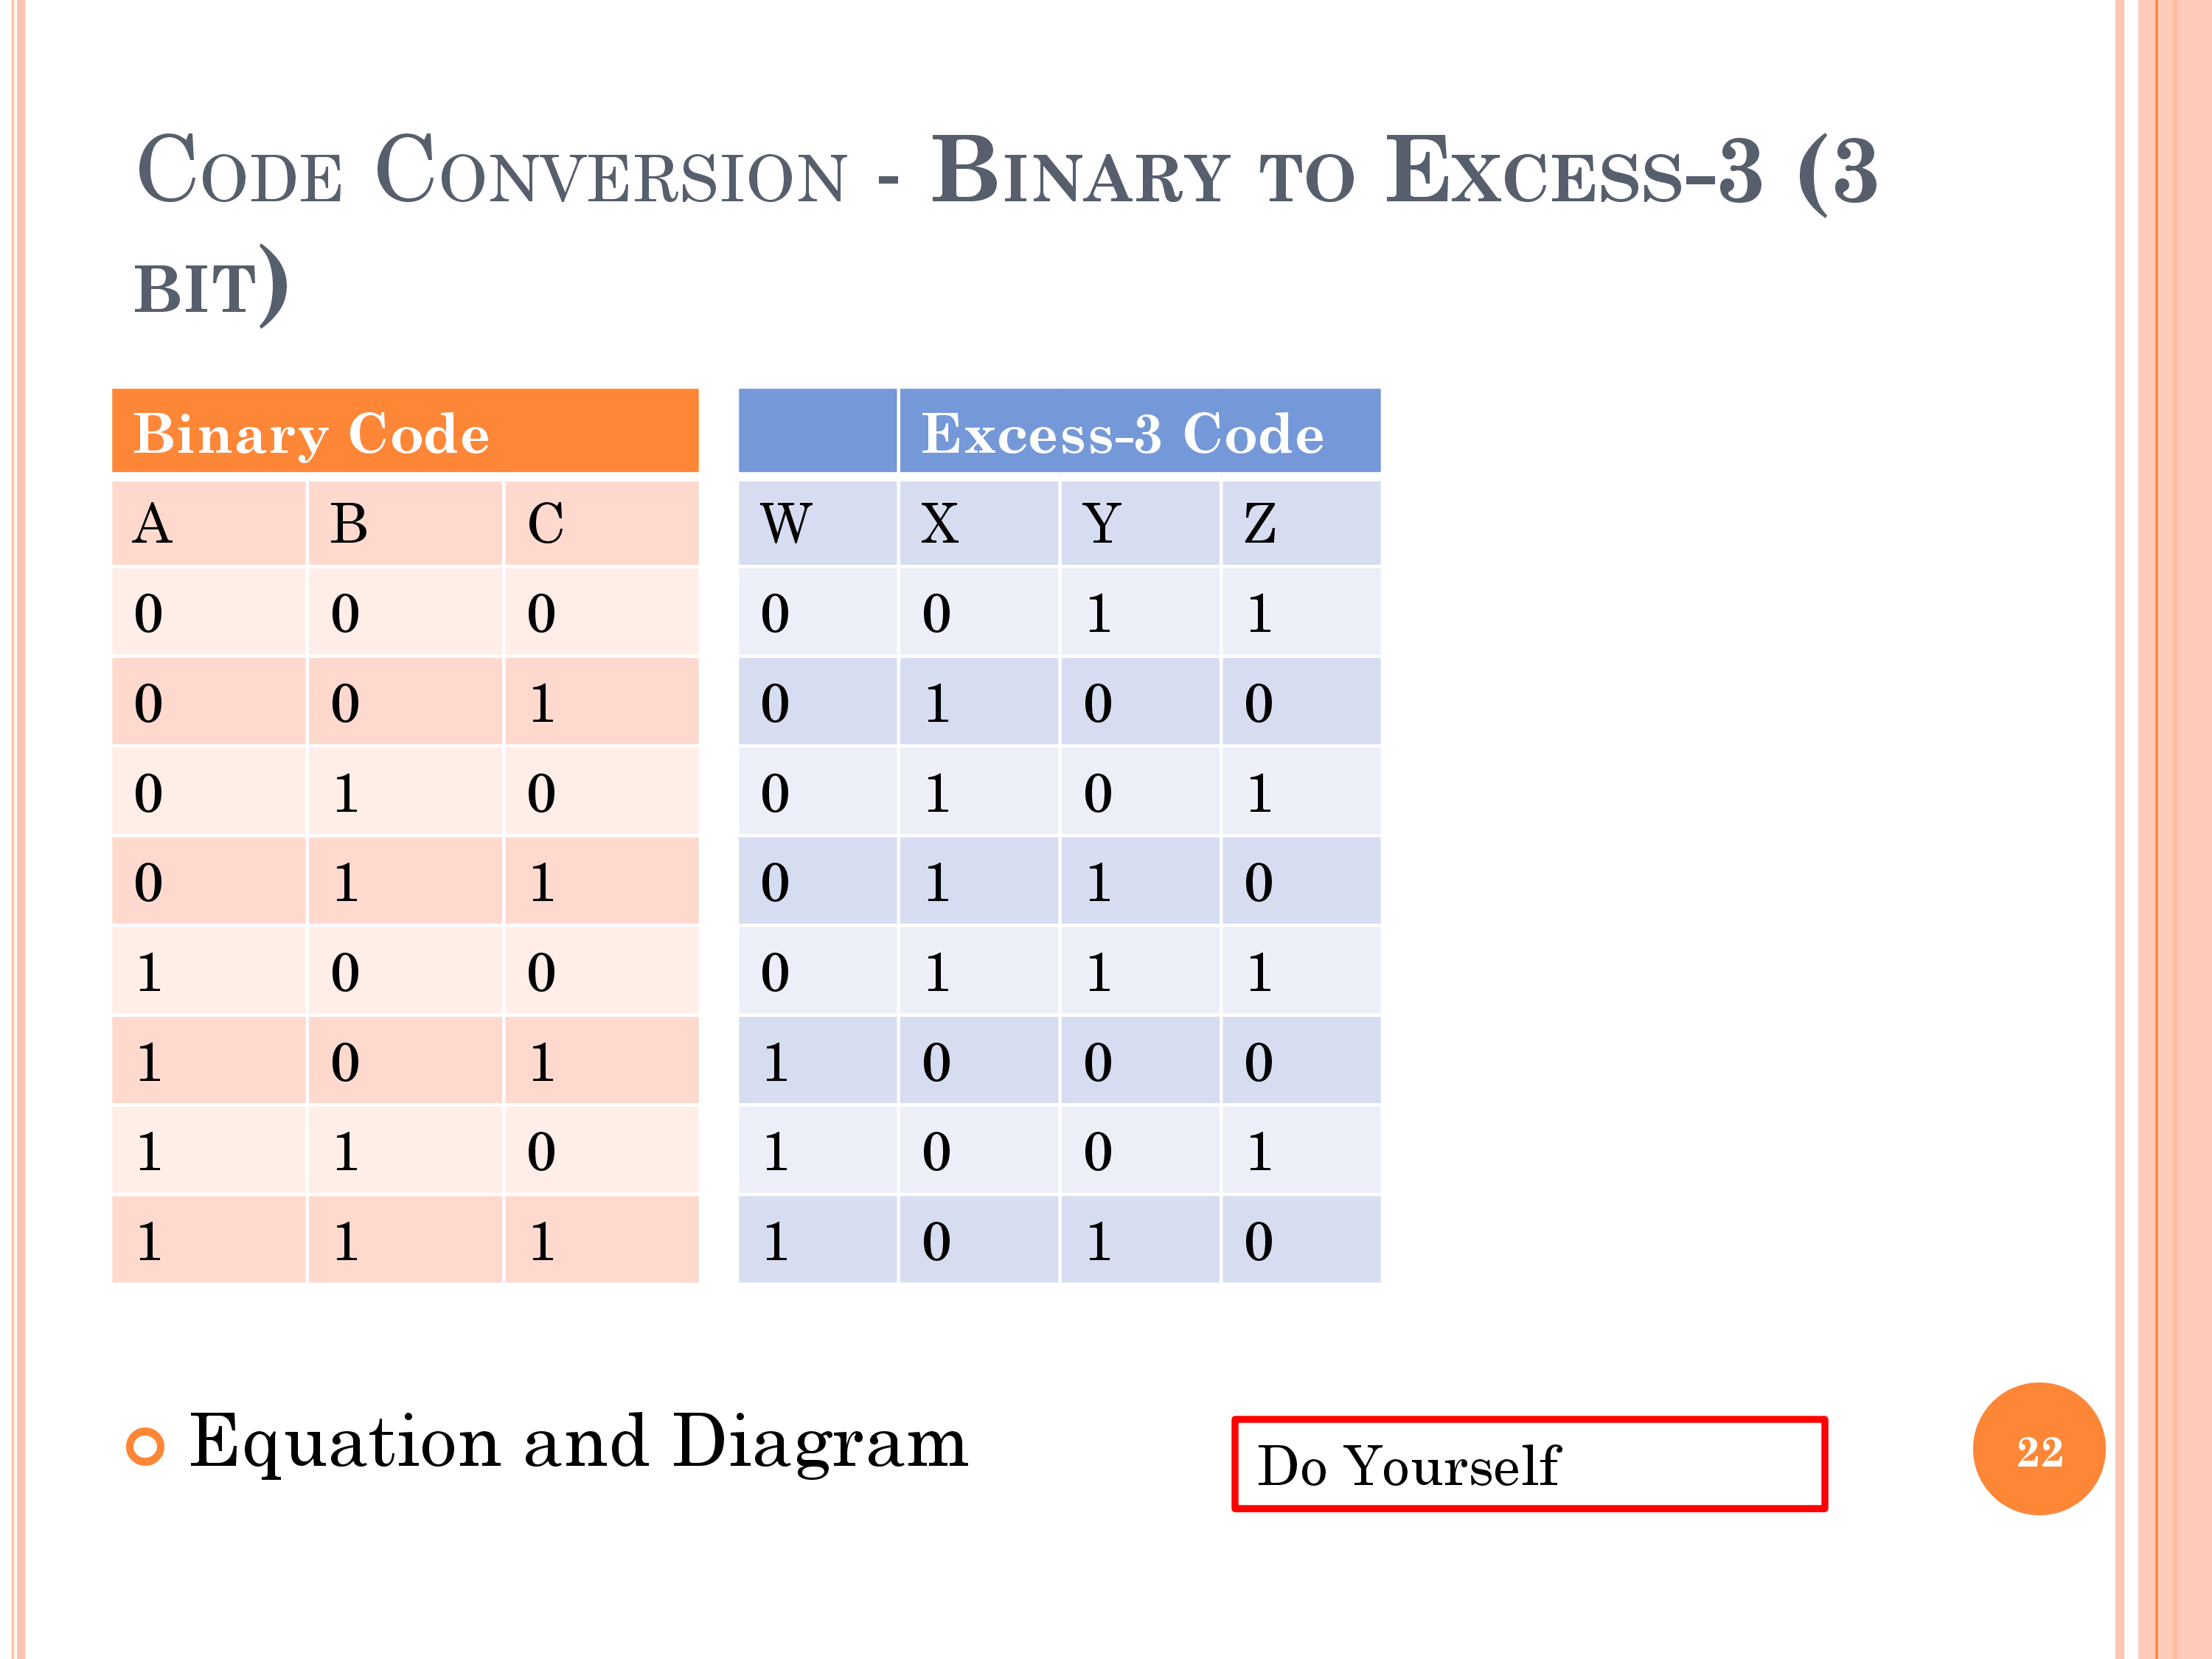 Code Conversion - Binary to Excess-3 (3
bit)
Binary Code Excess-3 Code
A B C W X Y Z
0 0 0 0 0 1 1
0 0 1 0 1 0 0
0 1 0 0 1 0 1
0 1 1 0 1 1 0
1 0 0 0 1 1 1
1 0 1 1 0 0 0
1 1 0 1 0 0 1
1 1 1 1 0 1 0
Equation and Diagram
Do Yourself
22